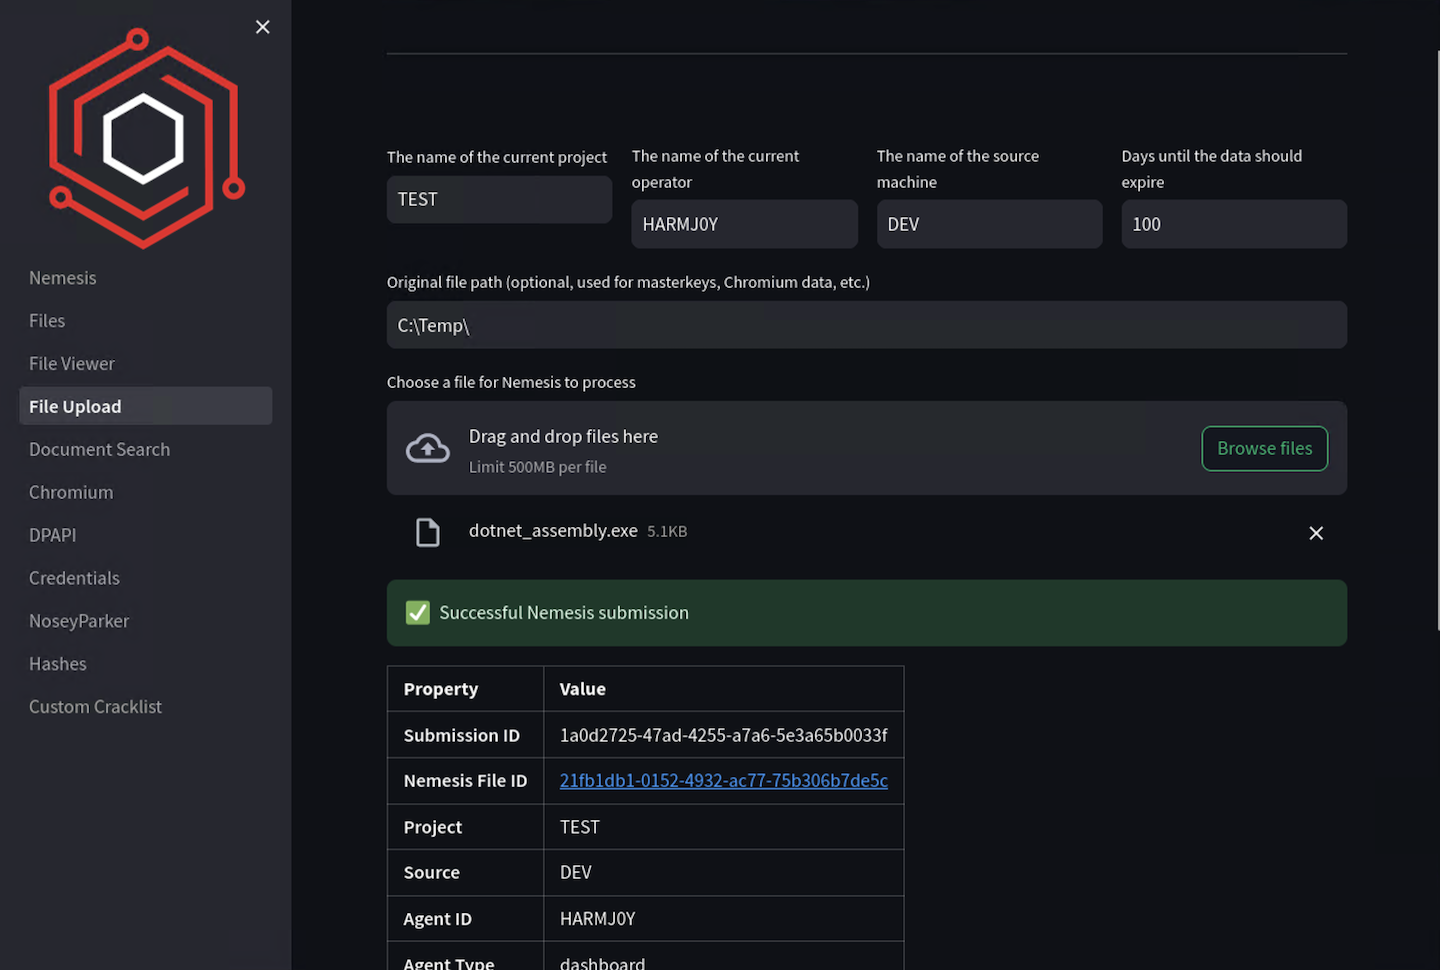 Nemesis
Files
File Viewer
File Upload
Document Search
Chromium
DPAPI
Credentials
NoseyParker
Hashes
Custom Cracklist
The name of the current project
TEST
The name of the current
operator
HARMJ0Y
The name of the source
machine
DEV
Days until the data should
expire
100
Original file path (optional, used for masterkeys, Chromium data, etc.)
C:\Temp\
Choose a file for Nemesis to process
Drag and drop files here
Limit 500MB per file
Browse files
dotnet_assembly.exe 5.1KB
Successful Nemesis submission
Property Value
Submission ID 1a0d2725-47ad-4255-a7a6-5e3a65b0033f
Nemesis File ID 21fb1db1-0152-4932-ac77-75b306b7de5c
Project TEST
Source DEV
Agent ID HARMJ0Y
Agent Type dashboard